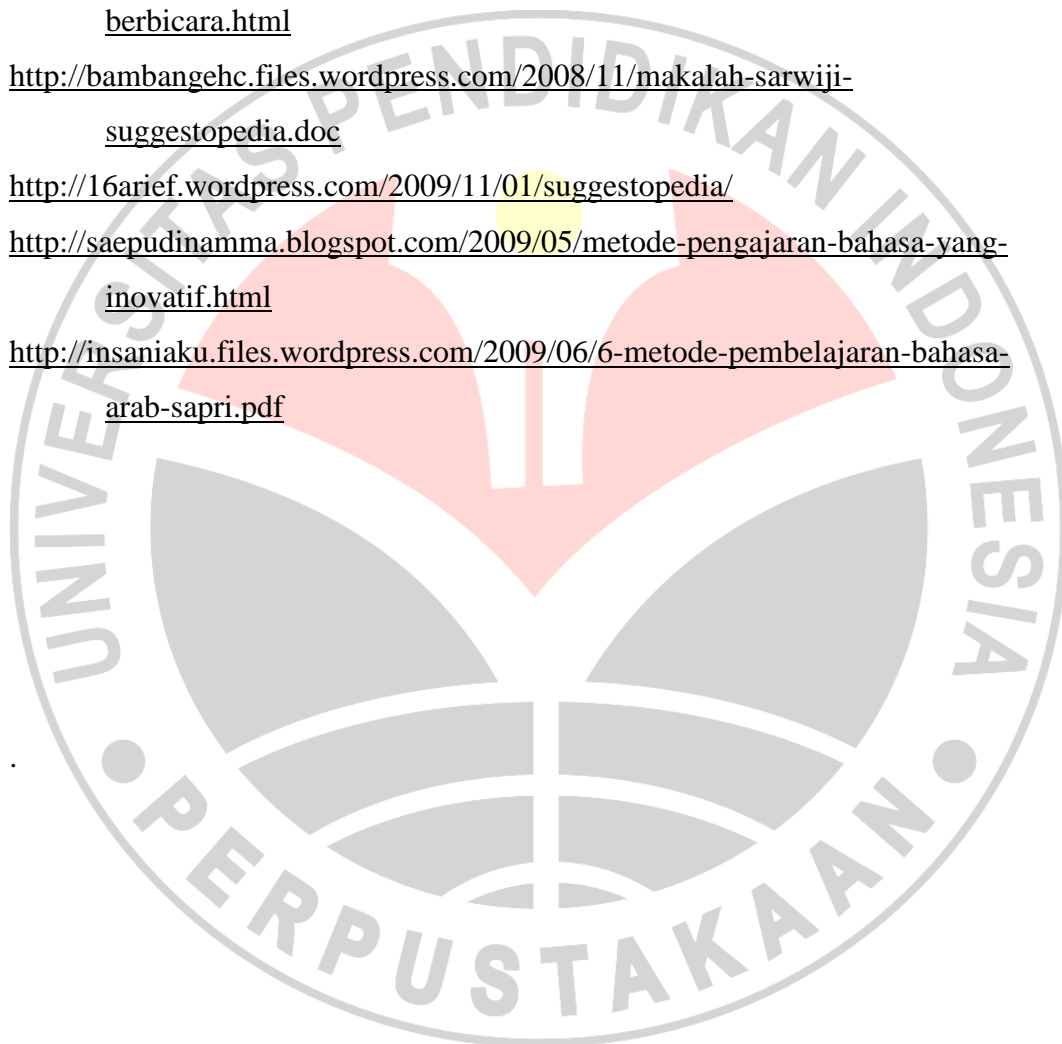 berbicara.html
http://bambangehc.files.wordpress.com/2008/11/makalah-sarwiji-
suggestopedia.doc
http://16arief.wordpress.com/2009/11/01/suggestopedia/
http://saepudinamma.blogspot.com/2009/05/metode-pengajaran-bahasa-yang-
inovatif.html
http://insaniaku.files.wordpress.com/2009/06/6-metode-pembelajaran-bahasa-
arab-sapri.pdf
.
UNIVERSITAS PENDIDIKAN INDONESIA
PERPUSTAKAAN